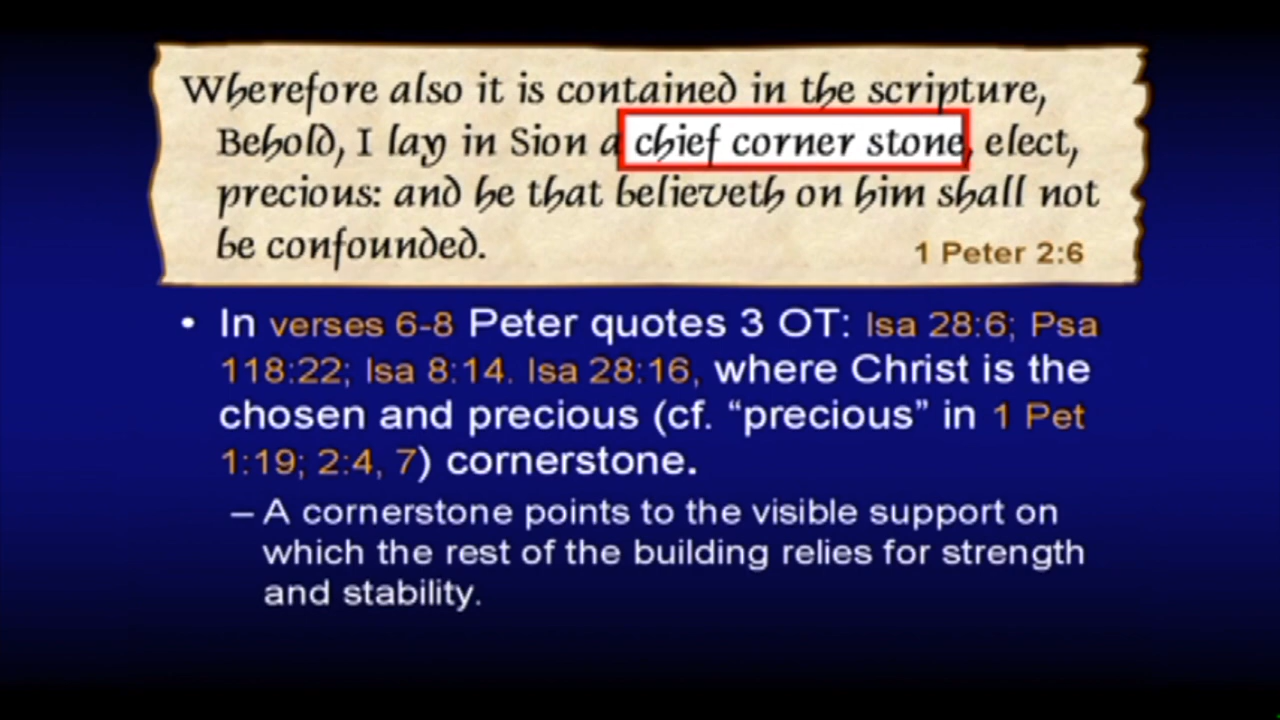 Wherefore also it is contained in the scripture,
Behold, I lay in Sion a chief corner stone, elect,
precious: and he that believeth on him shall not
be confounded.
1 Peter 2:6
• In verses 6-8 Peter quotes 3 OT: Isa 28:6; Psa
118:22; Isa 8:14. Isa 28:16, where Christ is the
chosen and precious (cf. “precious” in 1 Pet
1:19; 2:4, 7) cornerstone.
– A cornerstone points to the visible support on
which the rest of the building relies for strength
and stability.